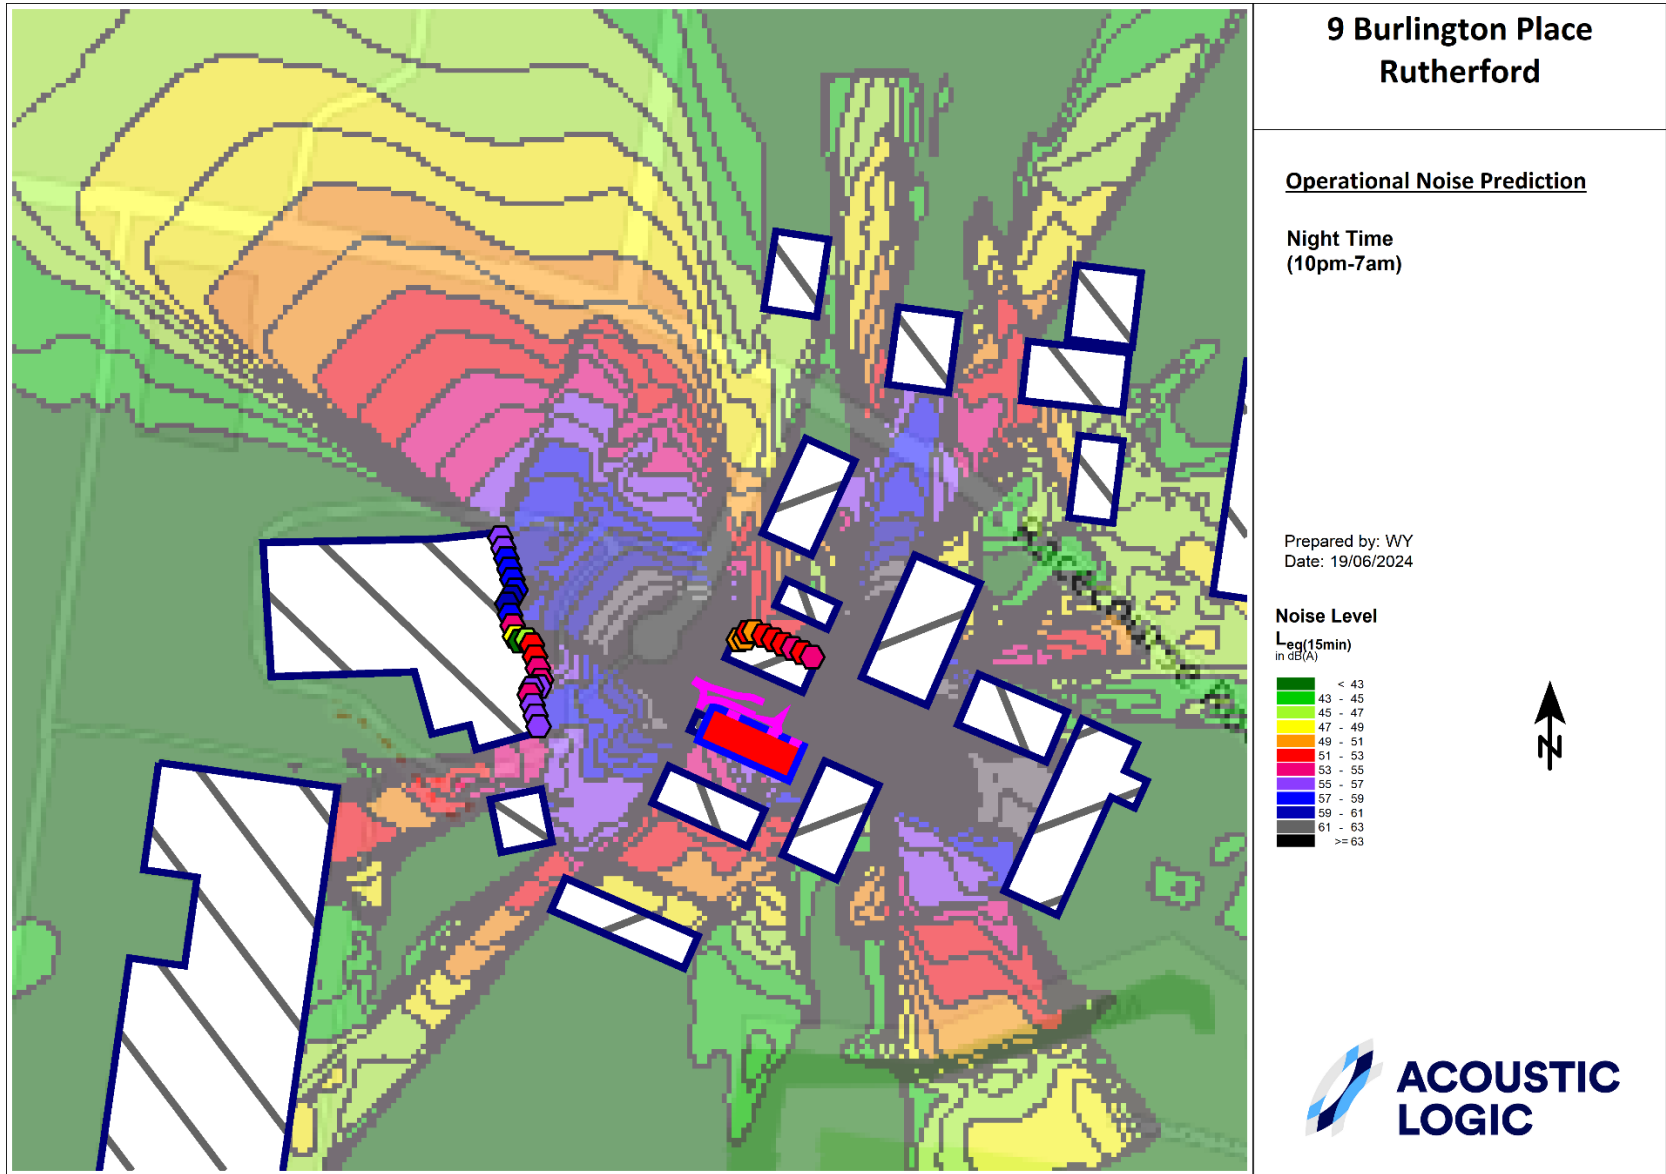 9 Burlington Place
Rutherford
Operational Noise Prediction
Night Time
(10pm-7am)
Prepared by: WY
Date: 19/06/2024
Noise Level
Leq(15min)
in dB(A)
< 43
43 - 45
45 - 47
47 - 49
49 - 51
51 - 53
53 - 55
55 - 57
57 - 59
59 - 61
61 - 63
>= 63
N
ACOUSTIC
LOGIC